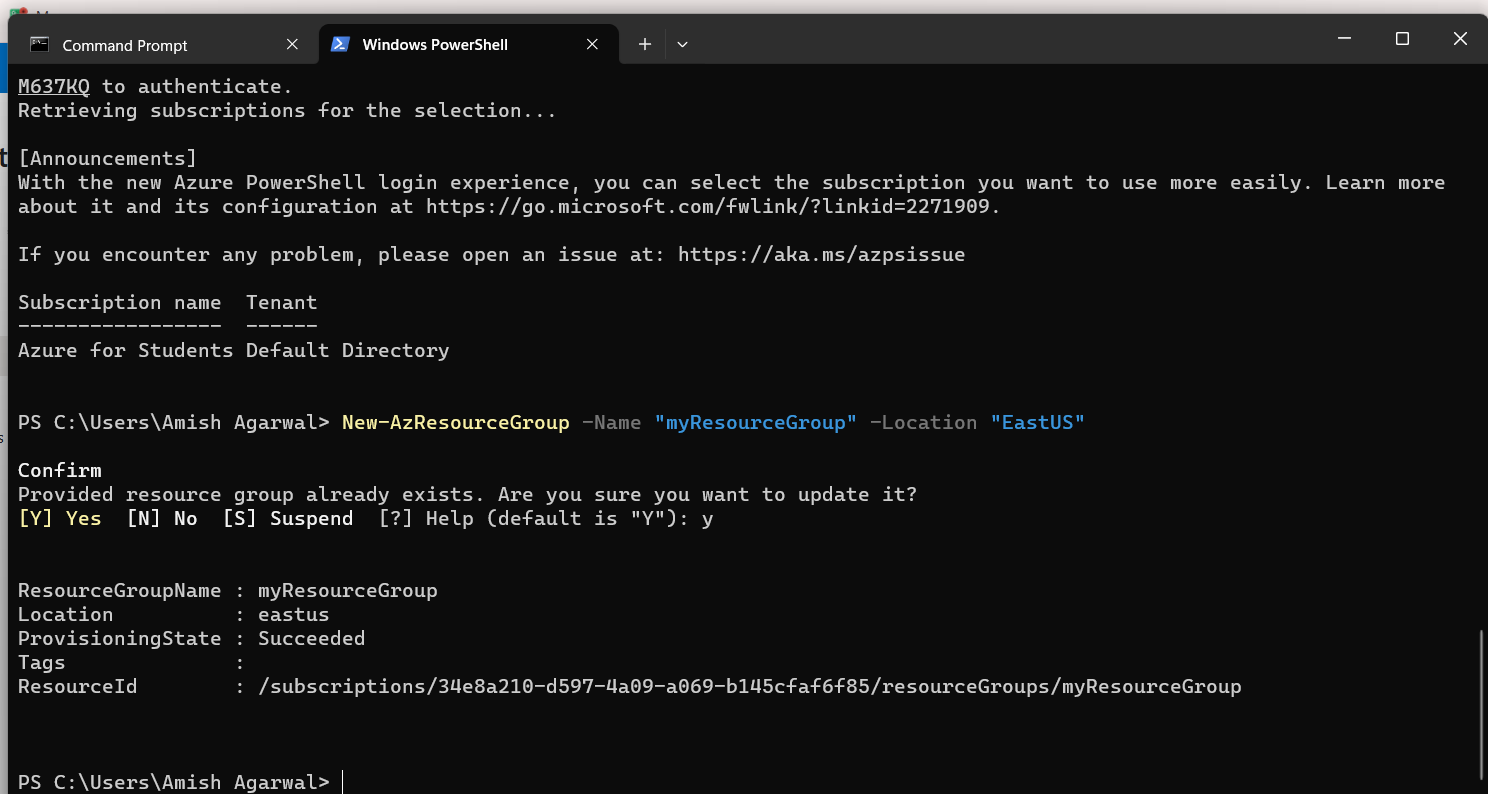 Command Prompt
Windows PowerShell
M637KQ to authenticate.
Retrieving subscriptions for the selection...
[Announcements]
With the new Azure PowerShell login experience, you can select the subscription you want to use more easily. Learn more
about it and its configuration at https://go.microsoft.com/fwlink/?linkid=2271909.
If you encounter any problem, please open an issue at: https://aka.ms/azpsissue
Subscription name  Tenant
-----------------  ------
Azure for Students Default Directory
PS C:\Users\Amish Agarwal> New-AzResourceGroup -Name "myResourceGroup" -Location "EastUS"
Confirm
Provided resource group already exists. Are you sure you want to update it?
[Y] Yes  [N] No  [S] Suspend  [?] Help (default is "Y"): y
ResourceGroupName : myResourceGroup
Location          : eastus
ProvisioningState : Succeeded
Tags              :
ResourceId        : /subscriptions/34e8a210-d597-4a09-a069-b145cfaf6f85/resourceGroups/myResourceGroup
PS C:\Users\Amish Agarwal>